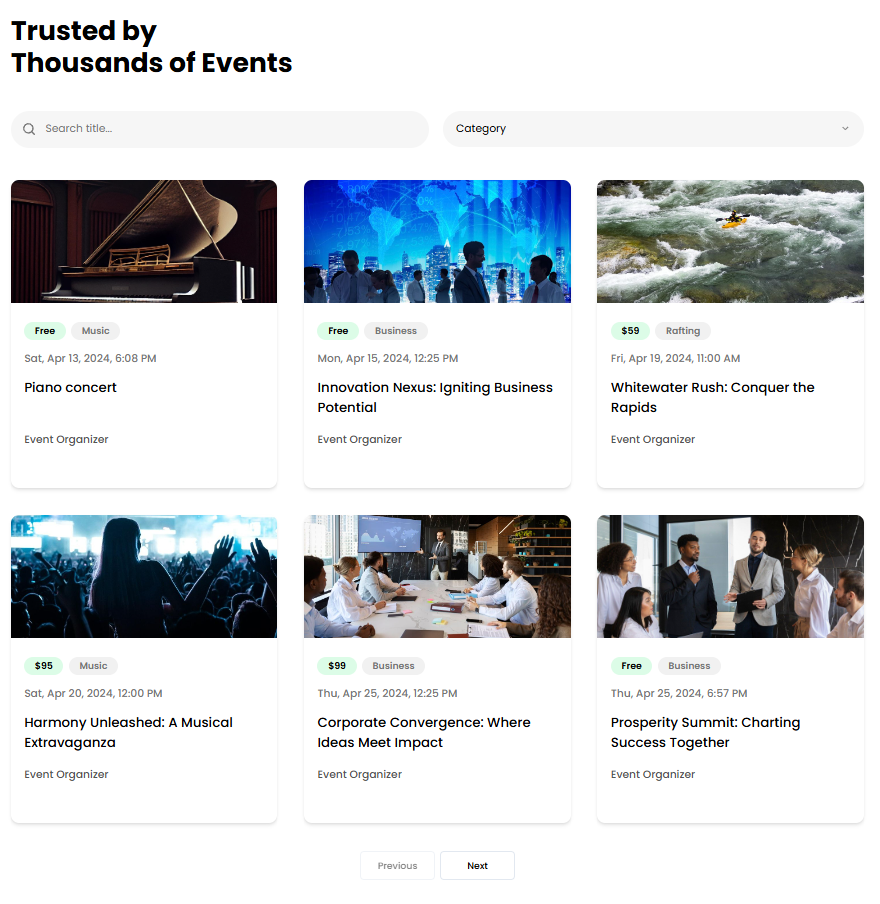 Trusted by
Thousands of Events
Search title...
Category
Free Music
Sat, Apr 13, 2024, 6:08 PM
Piano concert
Event Organizer
Free Business
Mon, Apr 15, 2024, 12:25 PM
Innovation Nexus: Igniting Business
Potential
Event Organizer
$59 Rafting
Fri, Apr 19, 2024, 11:00 AM
Whitewater Rush: Conquer the
Rapids
Event Organizer
$95 Music
Sat, Apr 20, 2024, 12:00 PM
Harmony Unleashed: A Musical
Extravaganza
Event Organizer
$99 Business
Thu, Apr 25, 2024, 12:25 PM
Corporate Convergence: Where
Ideas Meet Impact
Event Organizer
Free Business
Thu, Apr 25, 2024, 6:57 PM
Prosperity Summit: Charting
Success Together
Event Organizer
Previous
Next